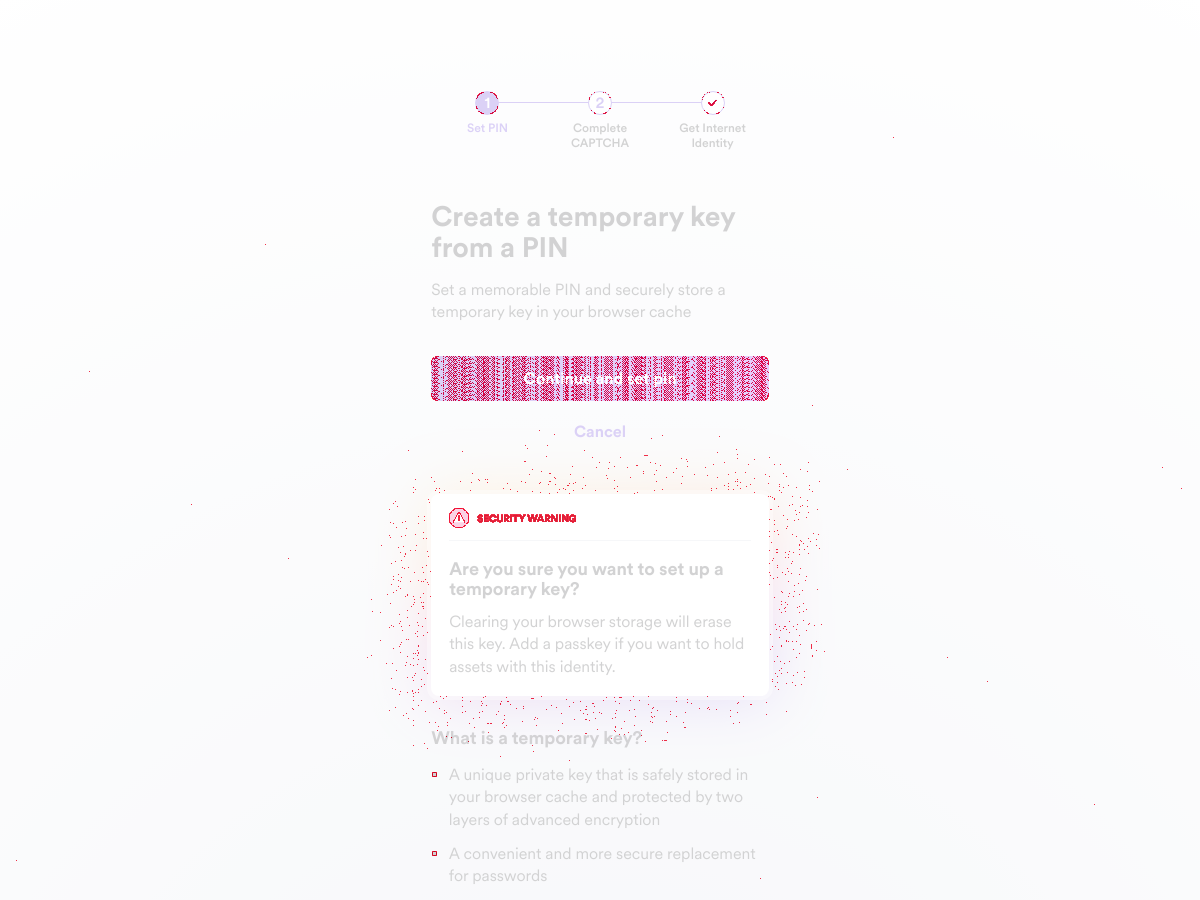 1
2
Set PIN
Complete
CAPTCHA
Get Internet
Identity
Create a temporary key
from a PIN
Set a memorable PIN and securely store a
temporary key in your browser cache
Continue and set pin
Cancel
SECURITY WARNING
Are you sure you want to set up a
temporary key?
Clearing your browser storage will erase
this key. Add a passkey if you want to hold
assets with this identity.
What is a temporary key?
A unique private key that is safely stored in
your browser cache and protected by two
layers of advanced encryption
A convenient and more secure replacement
for passwords